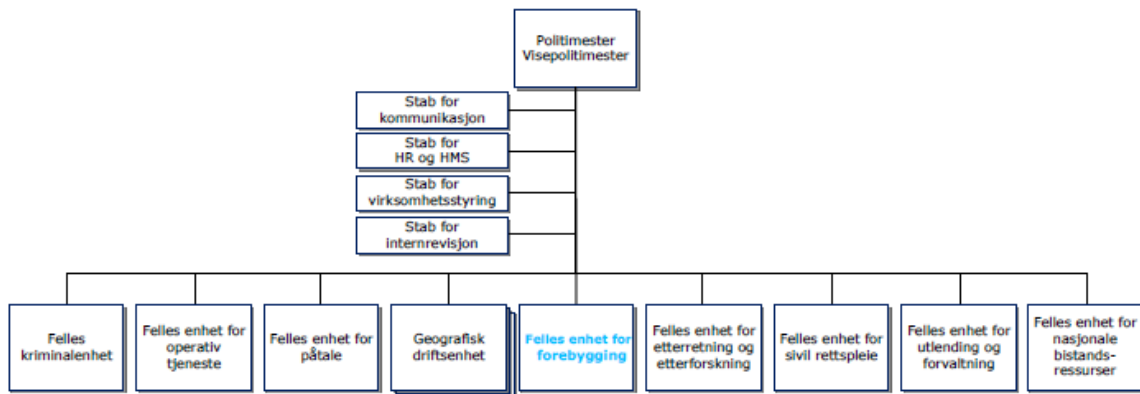 Politimester
Visepolitimester
Stab for
kommunikasjon
Stab for
HR og HMS
Stab for
virksomhetsstyring
Stab for
internrevisjon
Felles
kriminalenhet
Felles enhet for
operativ
tjeneste
Felles enhet for
påtale
Geografisk
driftsenhet
Felles enhet for
forebygging
Felles enhet for
etterretning og
etterforskning
Felles enhet for
sivil rettspleie
Felles enhet for
utlending og
forvaltning
Felles enhet for
nasjonale
bistands-
ressurser